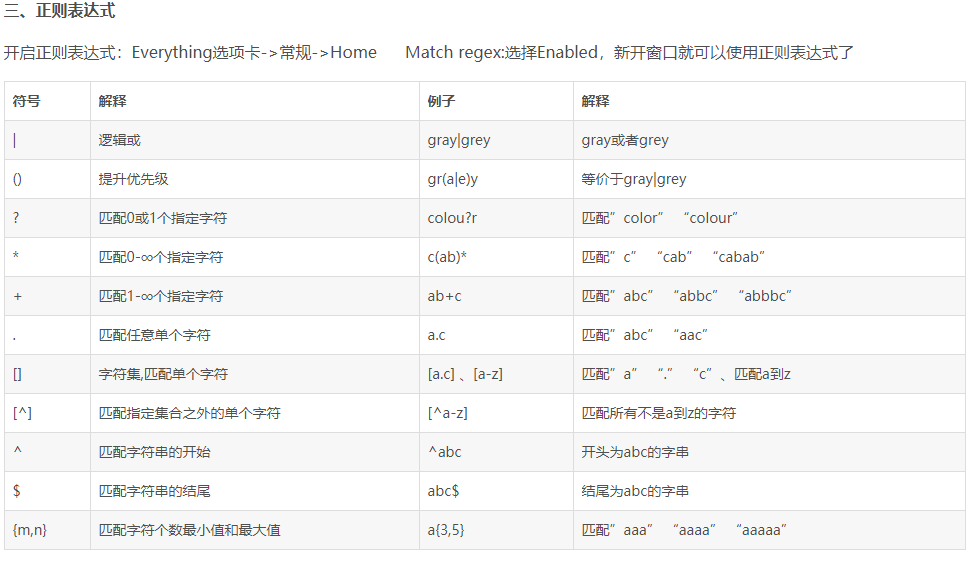 三、正则表达式
开启正则表达式：Everything选项卡->常规->Home Match regex:选择Enabled，新开窗口就可以使用正则表达式了
符号 解释 例子 解释
| 逻辑或 gray|grey gray或者grey
() 提升优先级 gr(a|e)y 等价于gray|grey
? 匹配0或1个指定字符 colou?r 匹配”color” “colour”
* 匹配0-∞个指定字符 c(ab)* 匹配”c” “cab” “cabab”
+ 匹配1-∞个指定字符 ab+c 匹配”abc” “abbc” “abbbc”
. 匹配任意单个字符 a.c 匹配”abc” “aac”
[] 字符集,匹配单个字符 [a.c] 、[a-z] 匹配”a” “.” “c”、匹配a到z
[^] 匹配指定集合之外的单个字符 [^a-z] 匹配所有不是a到z的字符
^ 匹配字符串的开始 ^abc 开头为abc的字串
$ 匹配字符串的结尾 abc$ 结尾为abc的字串
{m,n} 匹配字符个数最小值和最大值 a{3,5} 匹配”aaa” “aaaa” “aaaaa”